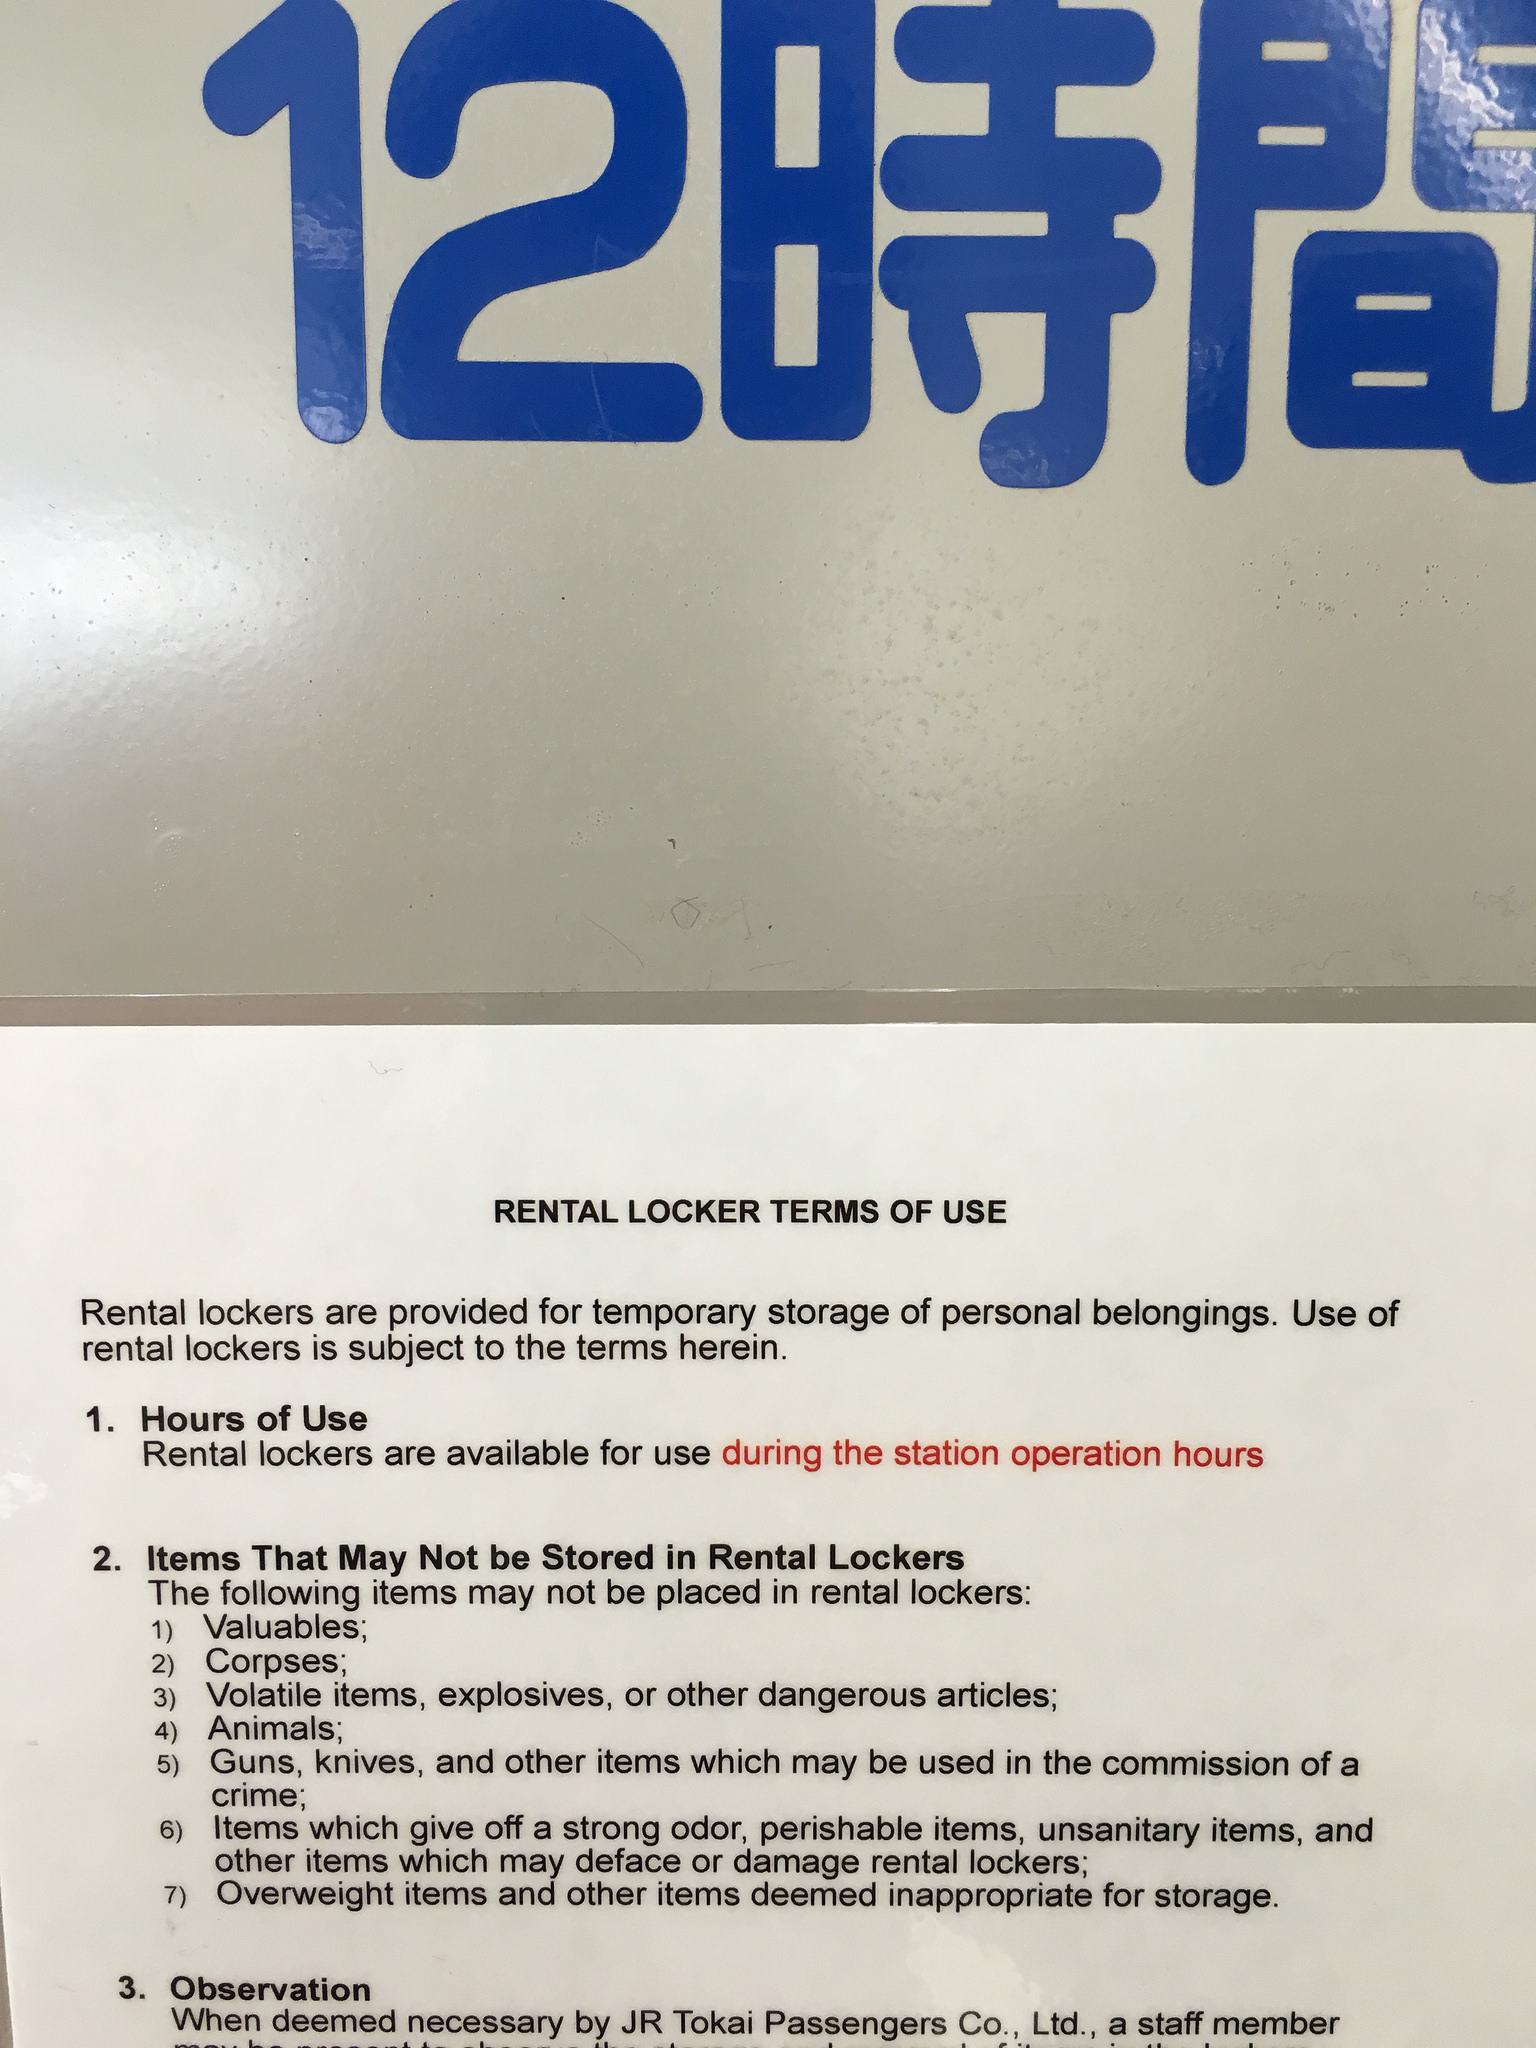 12時間
RENTAL LOCKER TERMS OF USE
Rental lockers are provided for temporary storage of personal belongings. Use of
rental lockers is subject to the terms herein.
1. Hours of Use
Rental lockers are available for use during the station operation hours
2. Items That May Not be Stored in Rental Lockers
The following items may not be placed in rental lockers:
1) Valuables;
2) Corpses;
3) Volatile items, explosives, or other dangerous articles;
4) Animals;
5) Guns, knives, and other items which may be used in the commission of a
crime;
6) Items which give off a strong odor, perishable items, unsanitary items, and
other items which may deface or damage rental lockers;
7) Overweight items and other items deemed inappropriate for storage.
3. Observation
When deemed necessary by JR Tokai Passengers Co., Ltd., a staff member